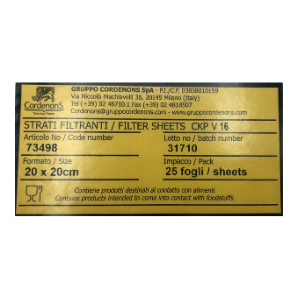 GRUPPO CORDENONS SpA - P.I./C.F. 03838010159
Via Niccolò Machiavelli 38, 20145 Milano (Italy)
Tel (+39) 02 46710.1 Fax (+39) 02 4818507
Cordenons@gruppocordenons.com - www.gruppocordenons.com
CordenonS
STRATI FILTRANTI / FILTER SHEETS CKP V 16
Articolo No / Code number
Lotto no / batch number
73498
31710
Formato / Size
Impacco / Pack
20 x 20cm
25 fogli / sheets
Contiene prodotti destinati al contatto con alimenti
Contains products intended to come into contact with foodstuffs